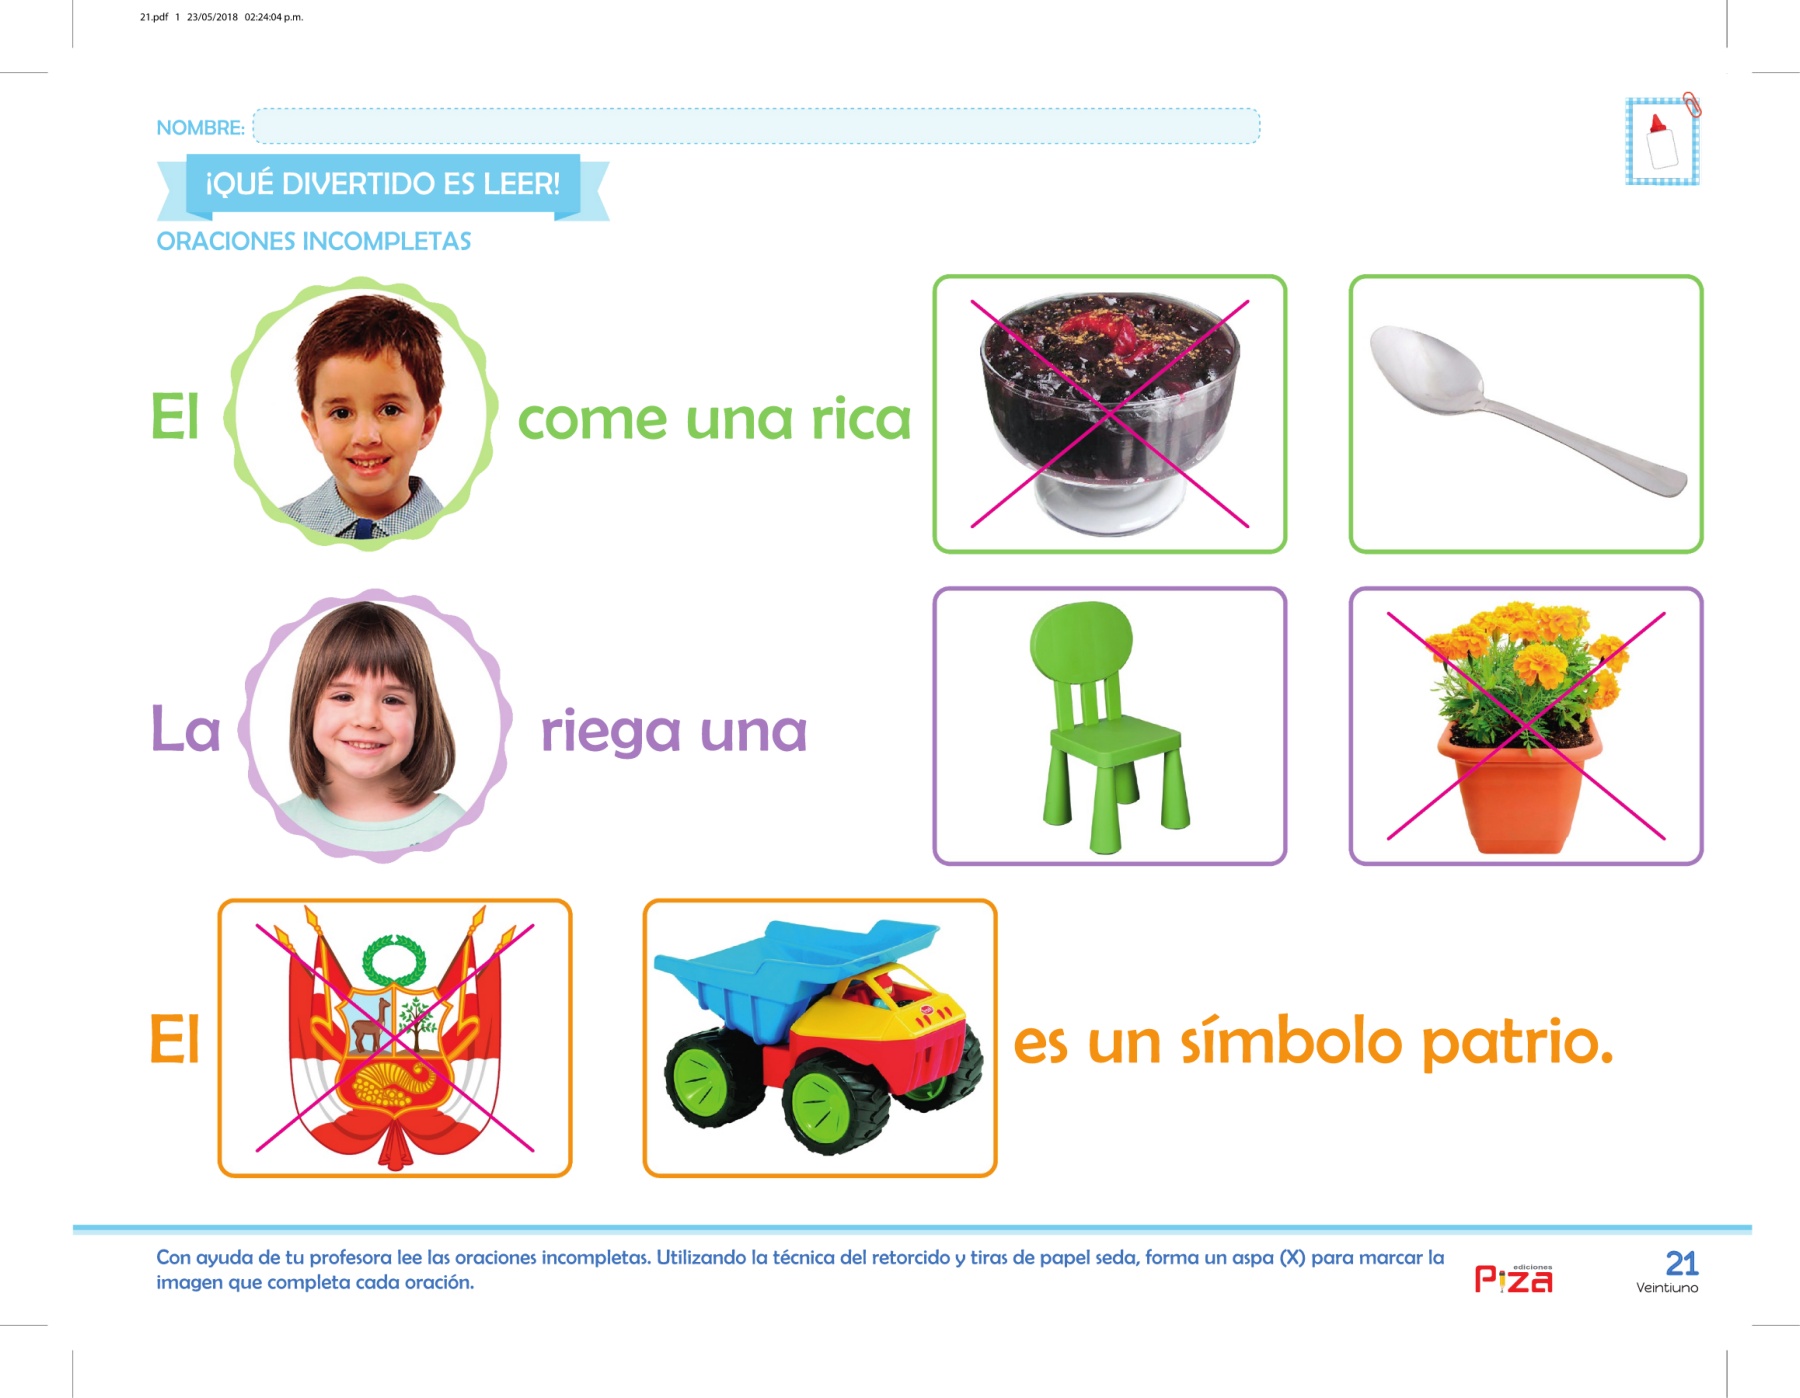 21.pdf 1 23/05/2018 02:24:04 p.m.
NOMBRE:
¡QUÉ DIVERTIDO ES LEER!
ORACIONES INCOMPLETAS
El come una rica
La riega una
El es un símbolo patrio.
Con ayuda de tu profesora lee las oraciones incompletas. Utilizando la técnica del retorcido y tiras de papel seda, forma un aspa (X) para marcar la
imagen que completa cada oración.
ediciones
Piza
21
Veintiuno